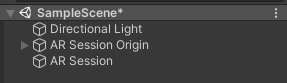 SampleScene*
Directional Light
AR Session Origin
AR Session